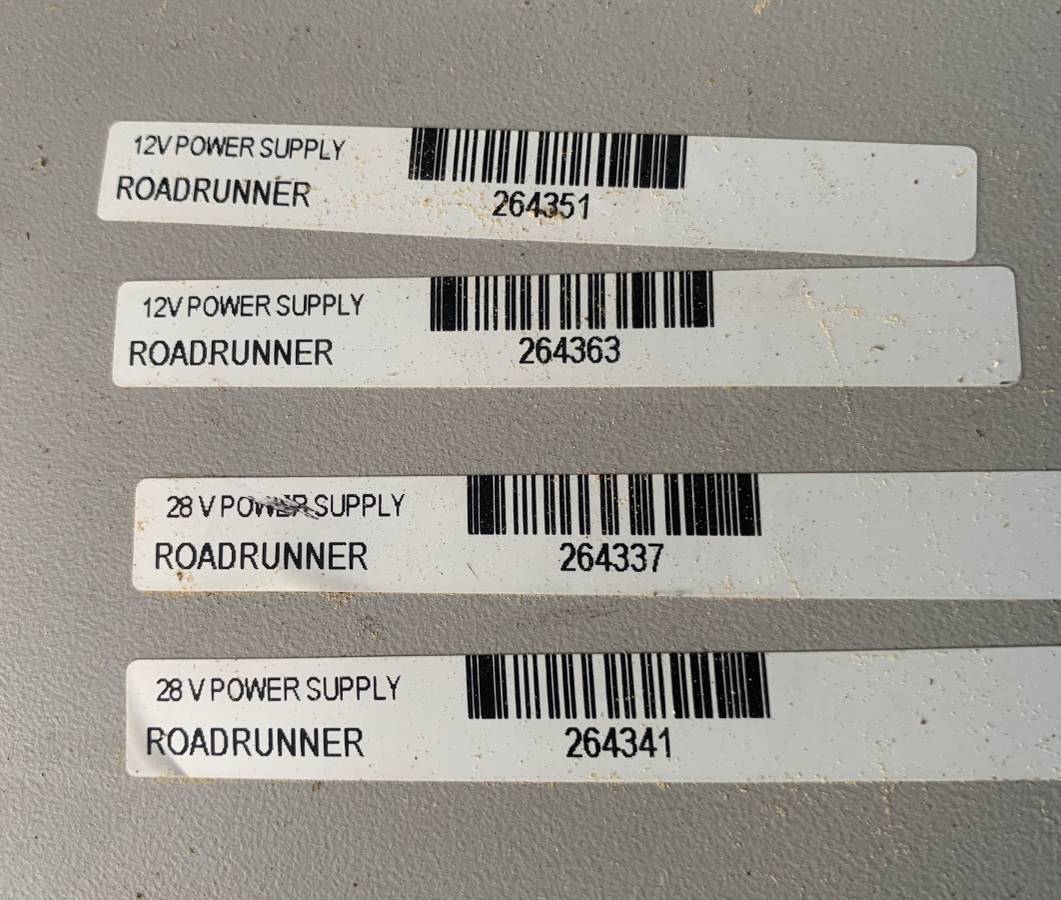 12V POWER SUPPLY
ROADRUNNER
264351
12V POWER SUPPLY
ROADRUNNER
264363
28 V POWER SUPPLY
ROADRUNNER
264337
28 V POWER SUPPLY
ROADRUNNER
264341